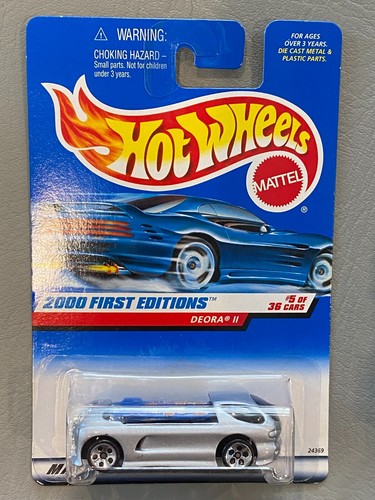 ⚠ WARNING:
CHOKING HAZARD –
Small parts. Not for children
under 3 years.
FOR AGES
OVER 3 YEARS.
DIE CAST METAL &
PLASTIC PARTS.
HOT WHEELS
MATTEL
®
2000 FIRST EDITIONS™
#5 OF
36 CARS
DEORA® II
24369